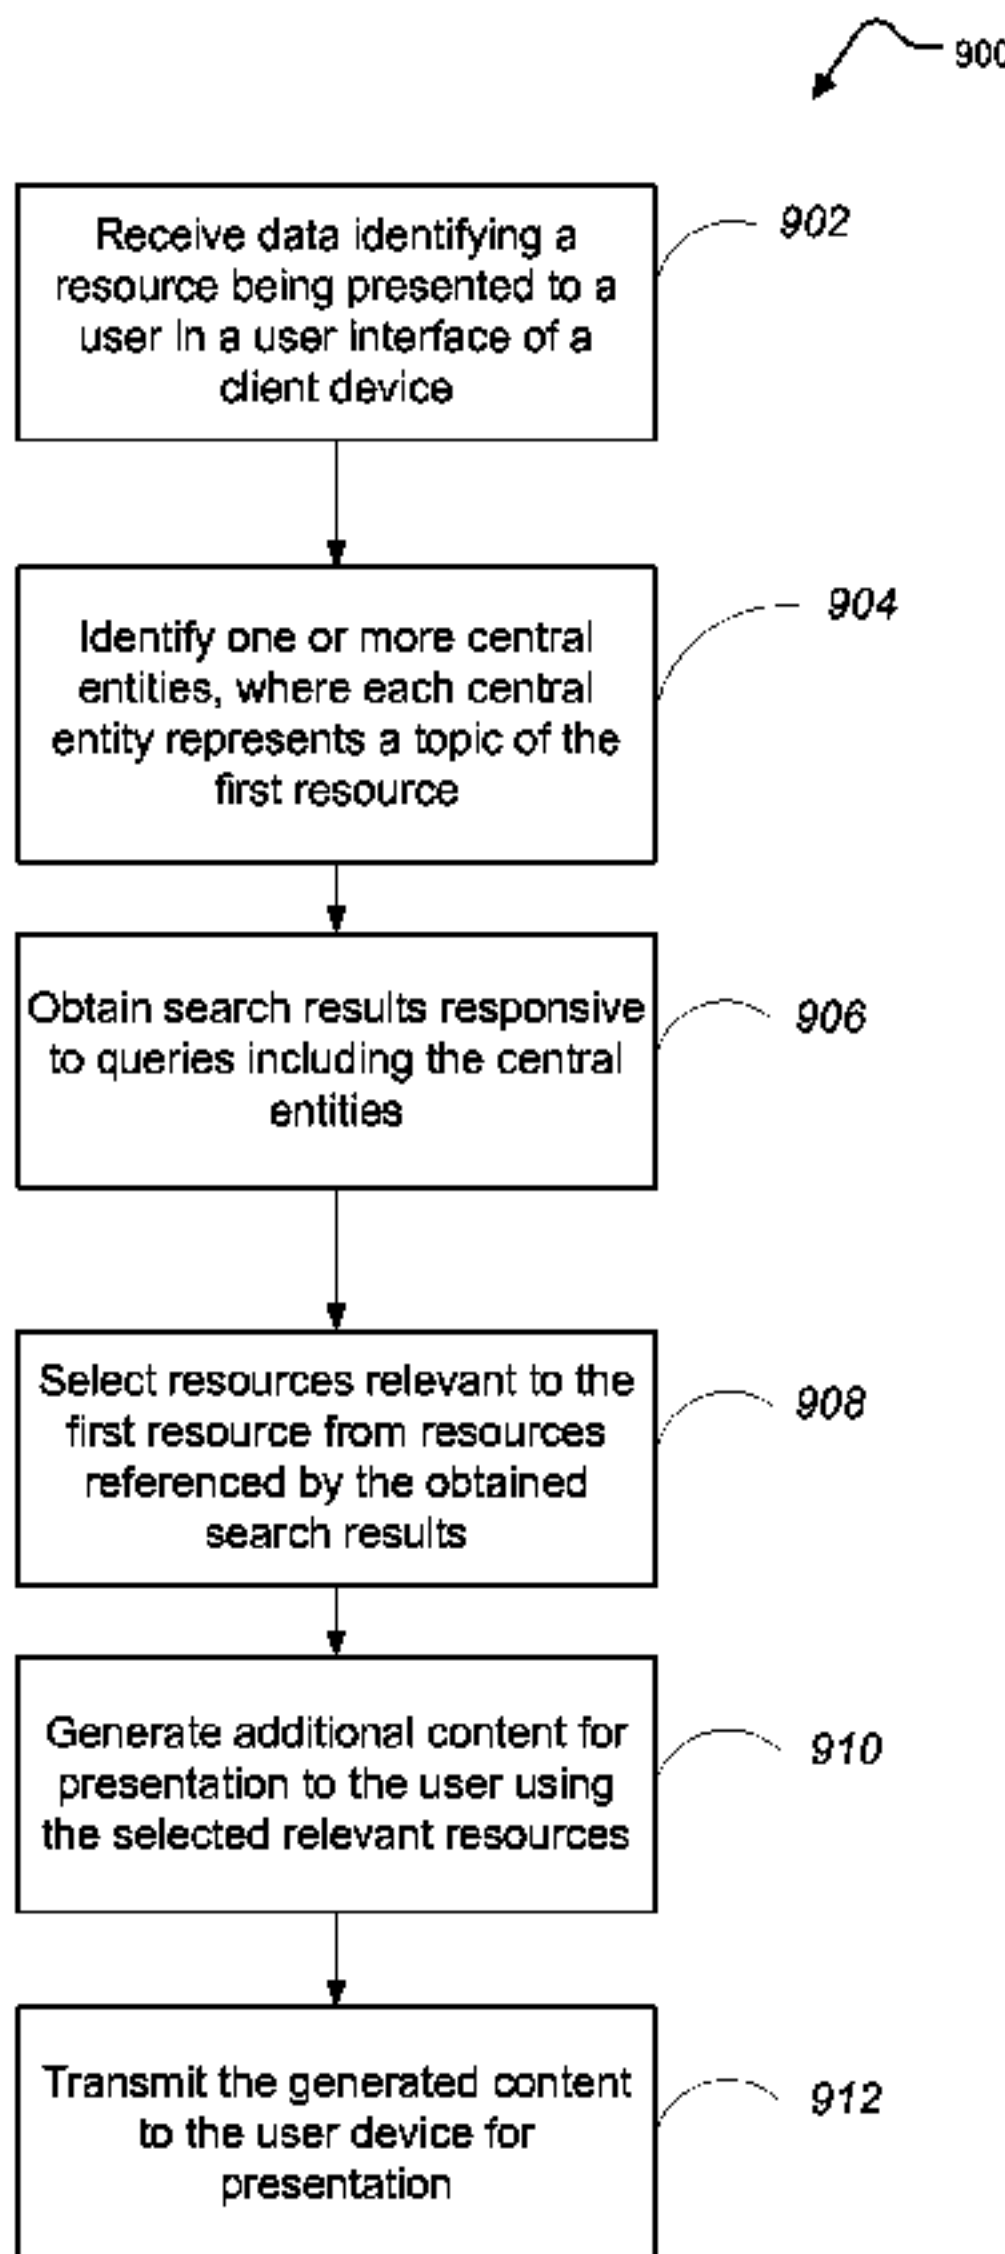 900
Receive data identifying a
resource being presented to a
user in a user interface of a
client device
902
Identify one or more central
entities, where each central
entity represents a topic of the
first resource
904
Obtain search results responsive
to queries including the central
entities
906
Select resources relevant to the
first resource from resources
referenced by the obtained
search results
908
Generate additional content for
presentation to the user using
the selected relevant resources
910
Transmit the generated content
to the user device for
presentation
912